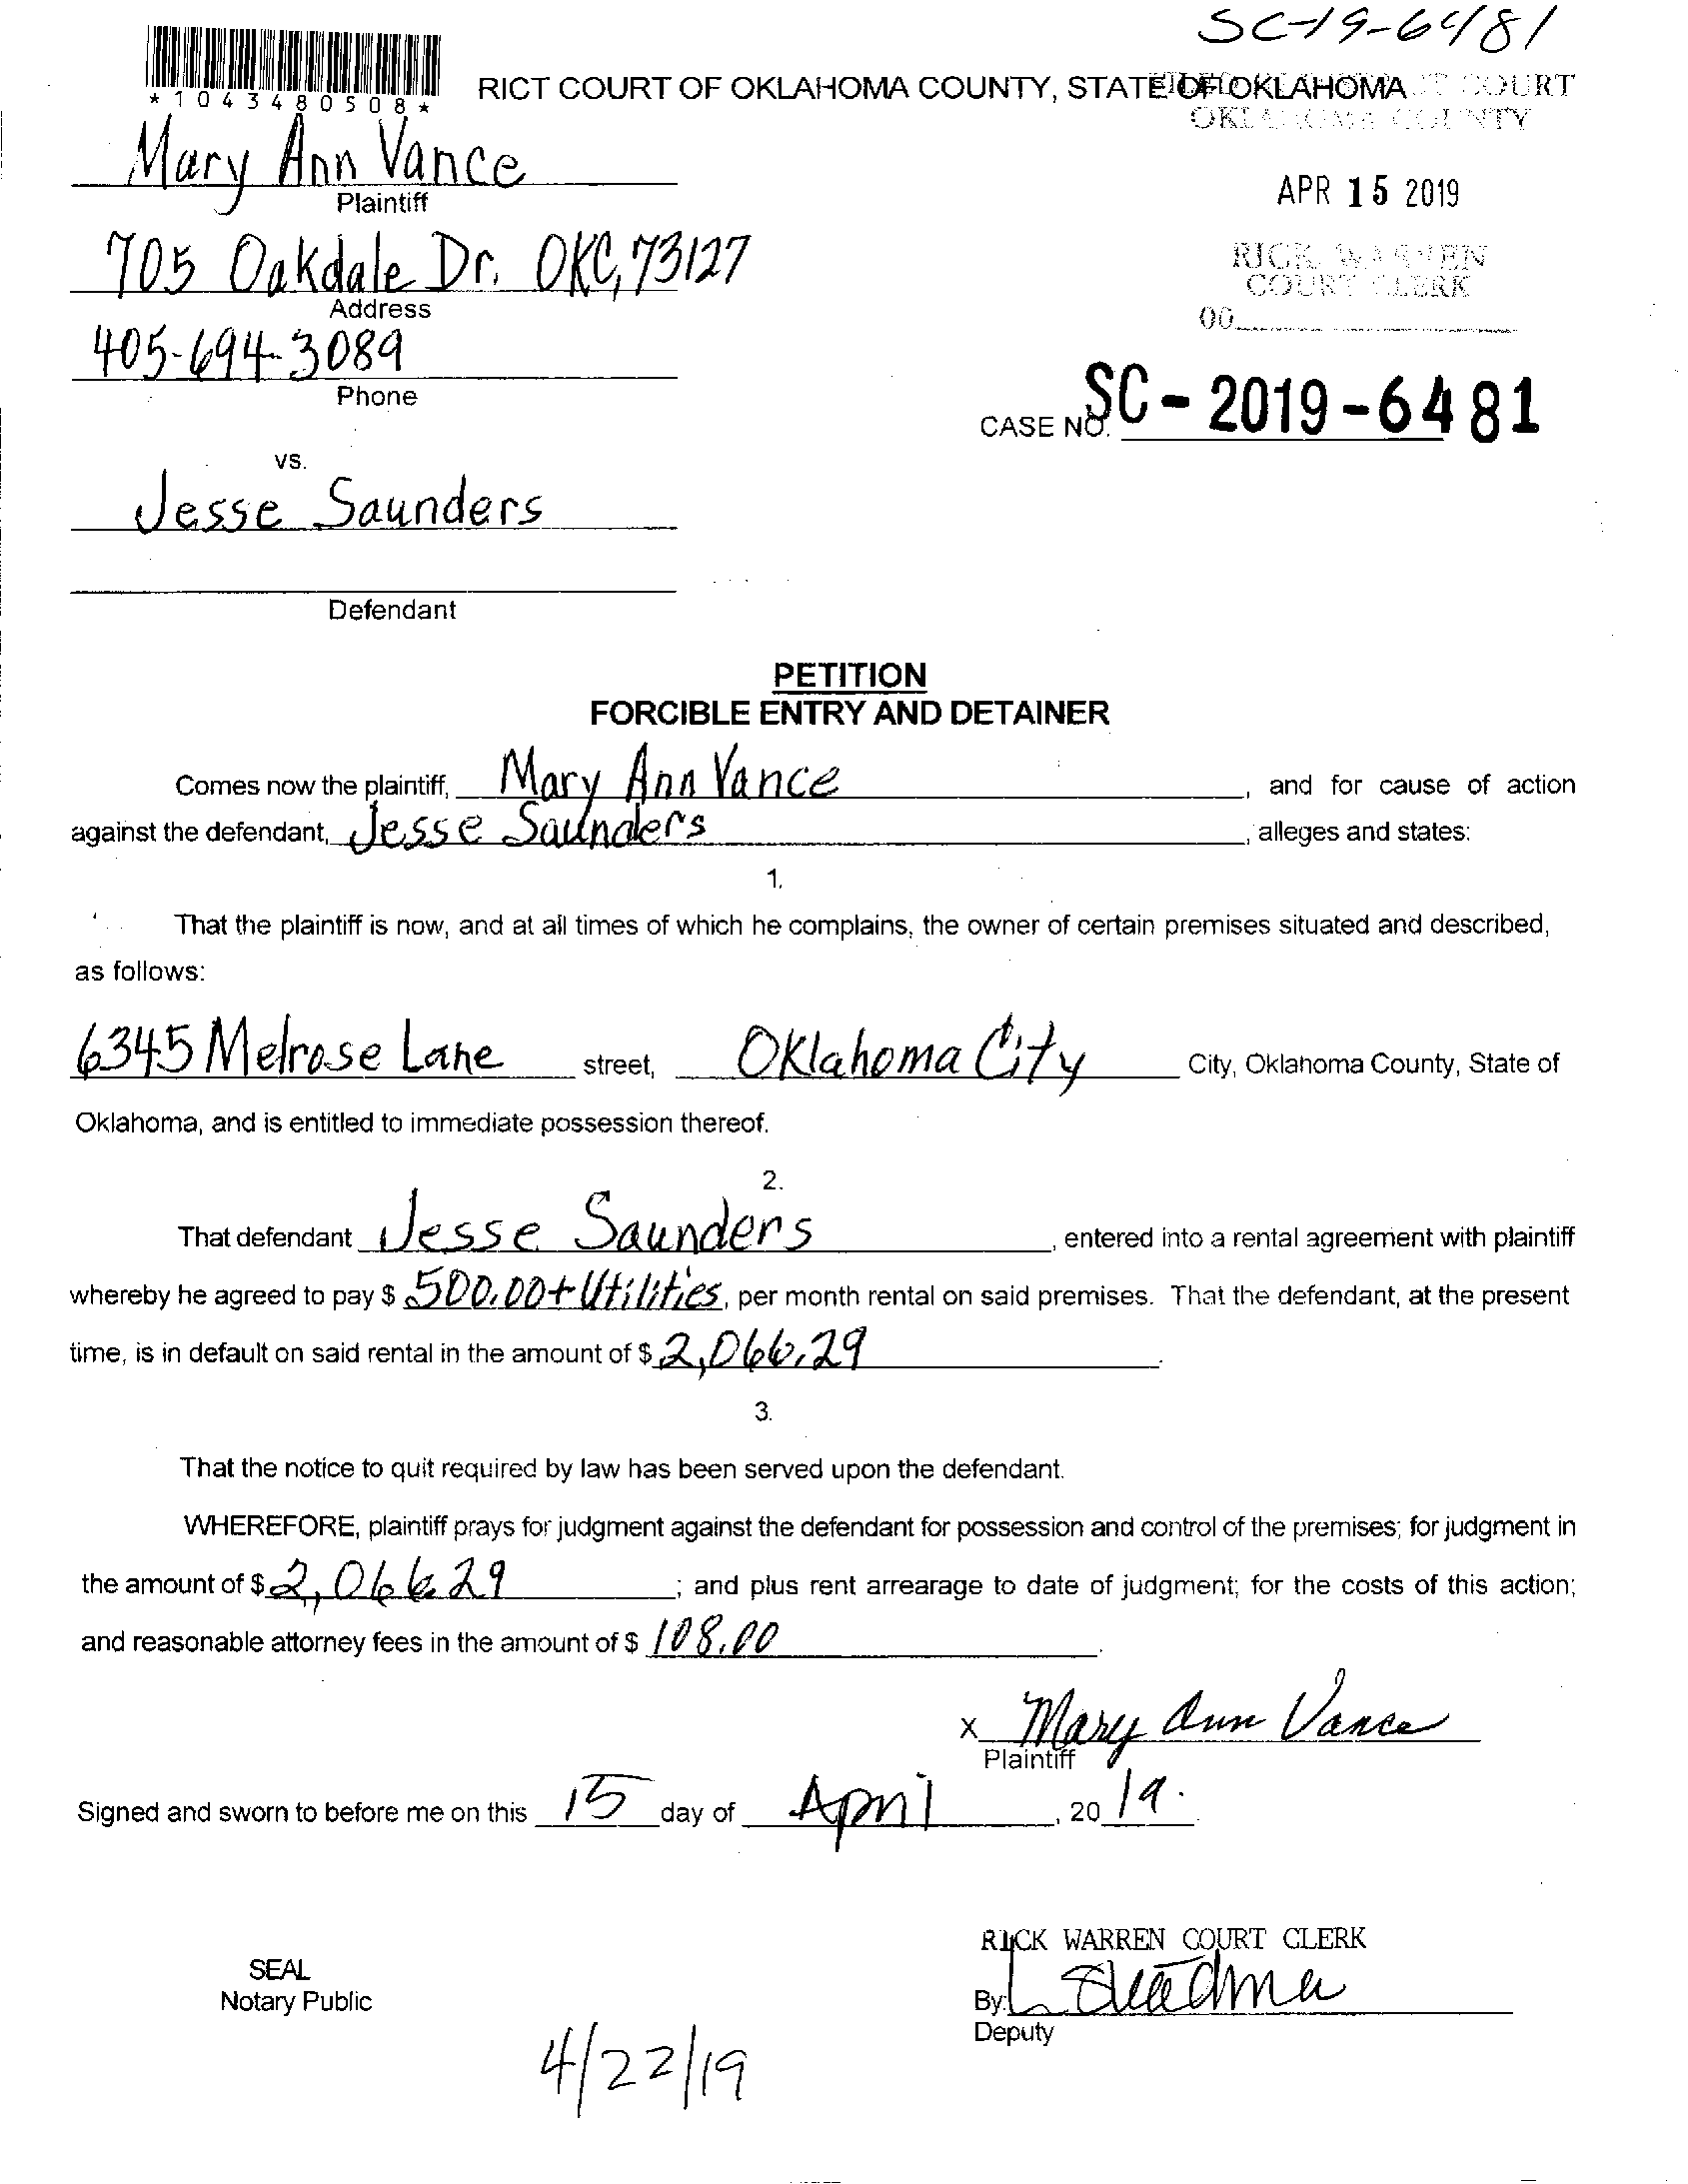 SC-19-6481
*1043480508*
RICT COURT OF OKLAHOMA COUNTY, STATE OF OKLAHOMA
COURT
OKLAHOMA COUNTY
Mary Ann Vance
Plaintiff
APR 15 2019
705 Oakdale Dr. OKC, 73127
Address
RICK WARREN
COURT CLERK
405-694-3089
Phone
CASE NO. SC-2019-6481
vs.
Jesse Saunders
Defendant
PETITION
FORCIBLE ENTRY AND DETAINER
Comes now the plaintiff, Mary Ann Vance, and for cause of action
against the defendant, Jesse Saunders, alleges and states:
1.
That the plaintiff is now, and at all times of which he complains, the owner of certain premises situated and described,
as follows:
6345 Melrose Lane street, Oklahoma City City, Oklahoma County, State of
Oklahoma, and is entitled to immediate possession thereof.
2.
That defendant Jesse Saunders, entered into a rental agreement with plaintiff
whereby he agreed to pay $ 500.00 + Utilities, per month rental on said premises. That the defendant, at the present
time, is in default on said rental in the amount of $ 2,066.29.
3.
That the notice to quit required by law has been served upon the defendant.
WHEREFORE, plaintiff prays for judgment against the defendant for possession and control of the premises; for judgment in
the amount of $ 2,066.29; and plus rent arrearage to date of judgment; for the costs of this action;
and reasonable attorney fees in the amount of $ 108.00.
X Mary Ann Vance
Plaintiff
Signed and sworn to before me on this 15 day of April, 2019.
RICK WARREN COURT CLERK
SEAL
Notary Public
By:
Deputy
4/22/19